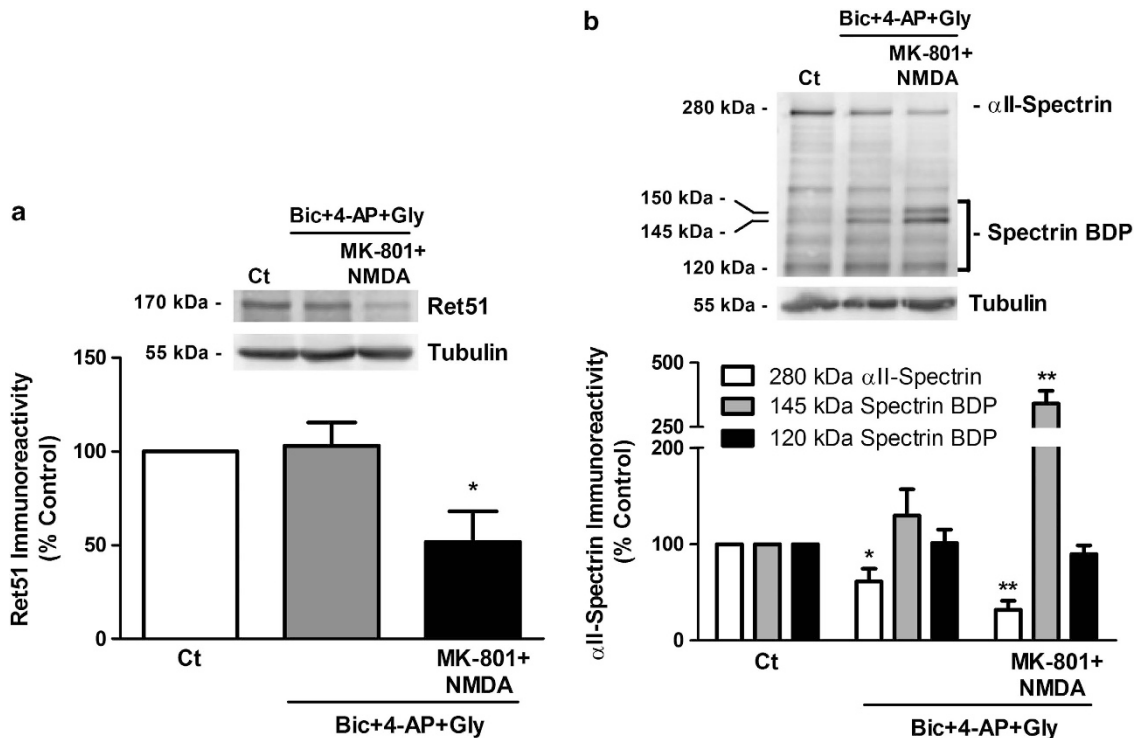 a
Bic+4-AP+Gly
MK-801+
Ct NMDA
170 kDa - Ret51
55 kDa - Tubulin
Ret51 Immunoreactivity
(% Control)
150
100
50
0
*
Ct MK-801+
NMDA
Bic+4-AP+Gly
b
Bic+4-AP+Gly
MK-801+
Ct NMDA
280 kDa - - αII-Spectrin
150 kDa
145 kDa
- Spectrin BDP
120 kDa -
55 kDa - Tubulin
αII-Spectrin Immunoreactivity
(% Control)
500
250
200
100
0
280 kDa αII-Spectrin
145 kDa Spectrin BDP
120 kDa Spectrin BDP
**
*
**
Ct MK-801+
NMDA
Bic+4-AP+Gly